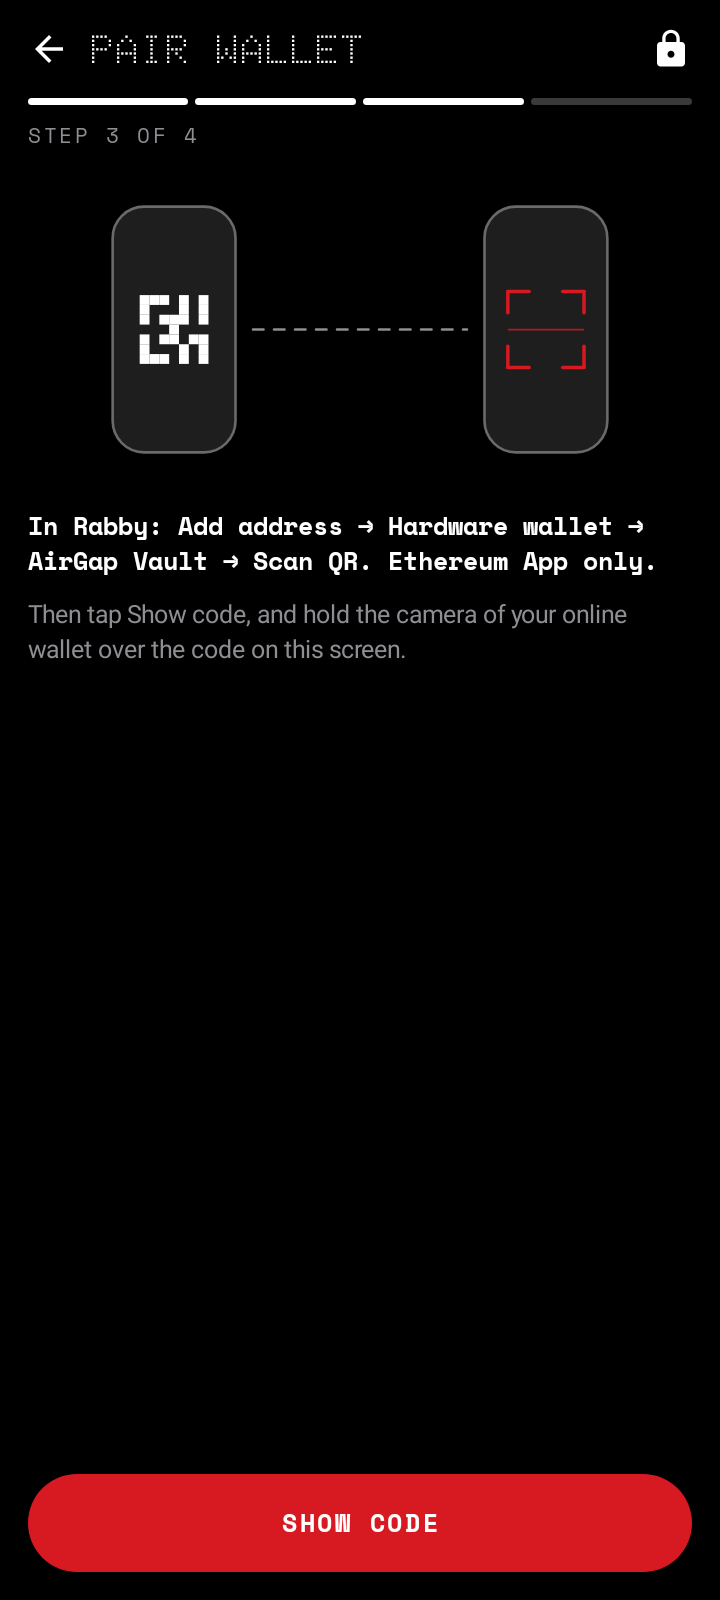 PAIR WALLET
STEP 3 OF 4
In Rabby: Add address → Hardware wallet →
AirGap Vault → Scan QR. Ethereum App only.
Then tap Show code, and hold the camera of your online
wallet over the code on this screen.
SHOW CODE